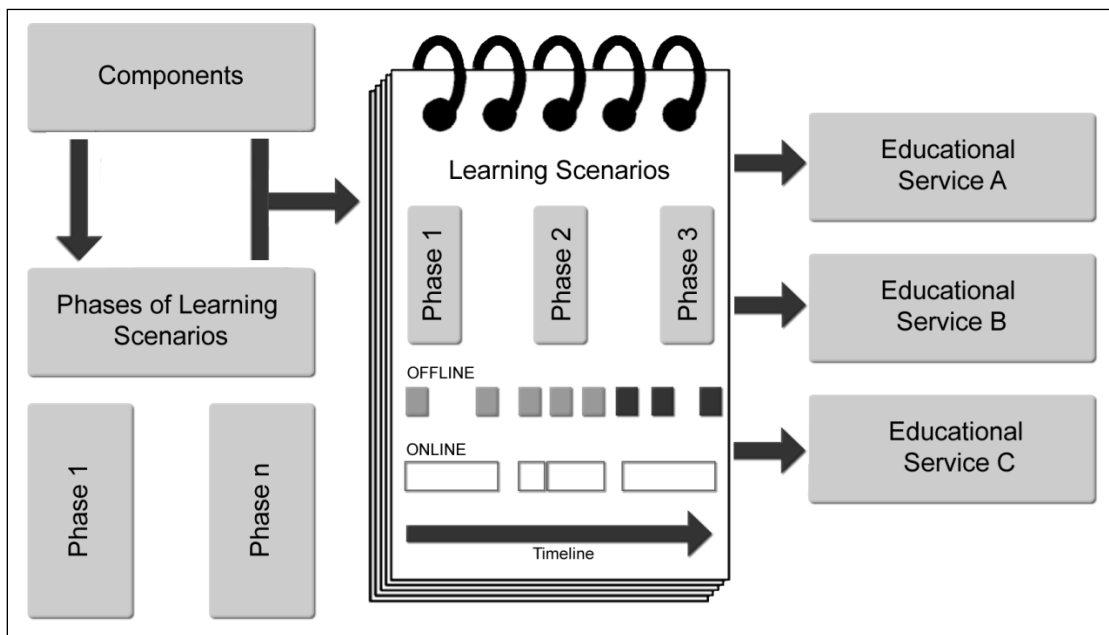 Components
Phases of Learning
Scenarios
Phase 1
Phase n
Learning Scenarios
Phase 1
Phase 2
Phase 3
OFFLINE
ONLINE
Timeline
Educational
Service A
Educational
Service B
Educational
Service C